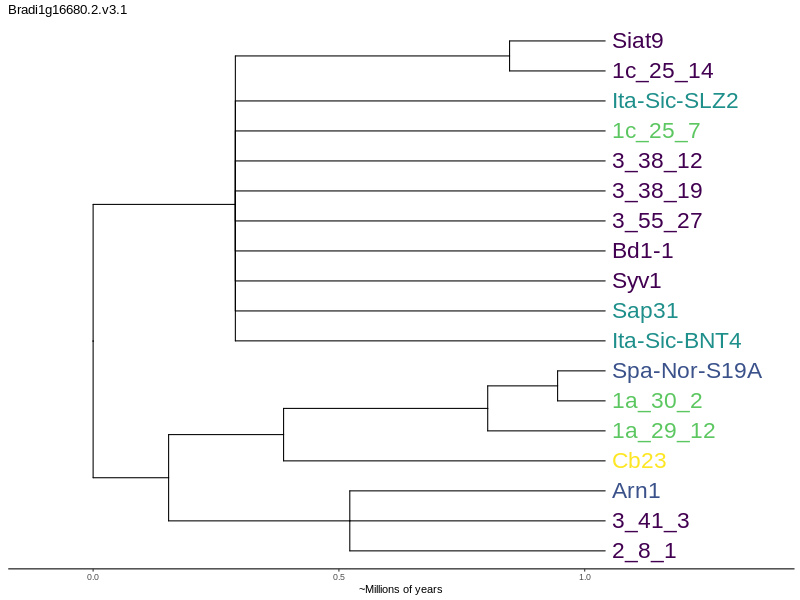 Bradi1g16680.2.v3.1
Siat9
1c_25_14
Ita-Sic-SLZ2
1c_25_7
3_38_12
3_38_19
3_55_27
Bd1-1
Syv1
Sap31
Ita-Sic-BNT4
Spa-Nor-S19A
1a_30_2
1a_29_12
Cb23
Arn1
3_41_3
2_8_1
0.0 0.5 1.0
~Millions of years